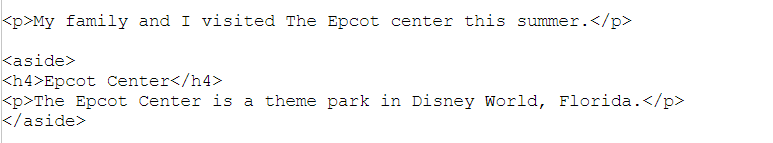 <p>My family and I visited The Epcot center this summer.</p>
<aside>
<h4>Epcot Center</h4>
<p>The Epcot Center is a theme park in Disney World, Florida.</p>
</aside>